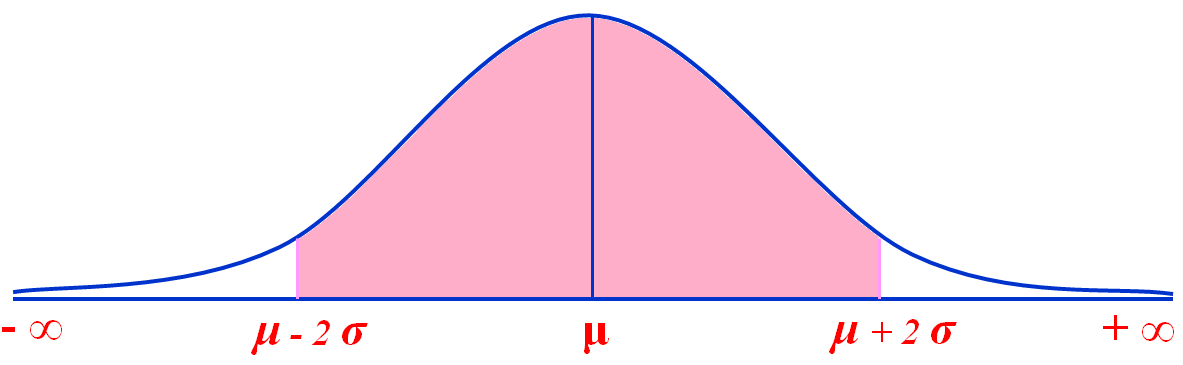 - ∞ μ - 2 σ μ μ + 2 σ + ∞